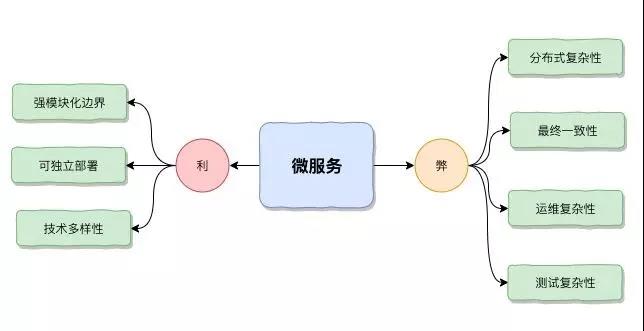 强模块化边界
可独立部署
技术多样性
利
微服务
弊
分布式复杂性
最终一致性
运维复杂性
测试复杂性